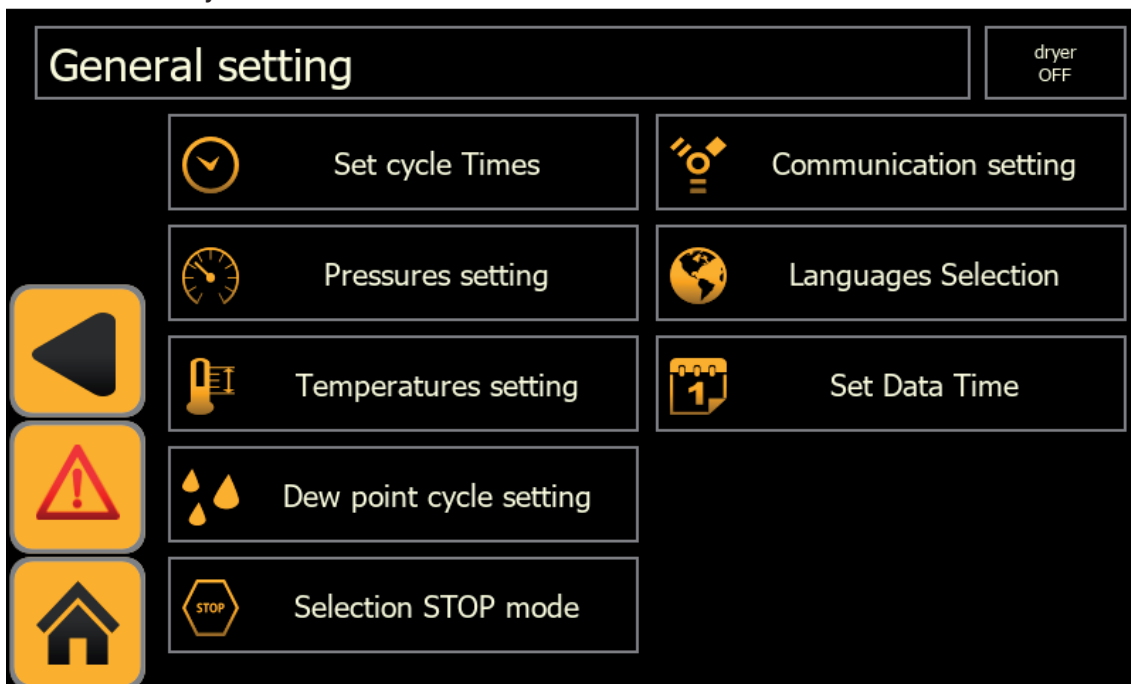 General setting
dryer
OFF
Set cycle Times
Communication setting
Pressures setting
Languages Selection
Temperatures setting
1
Set Data Time
Dew point cycle setting
STOP
Selection STOP mode